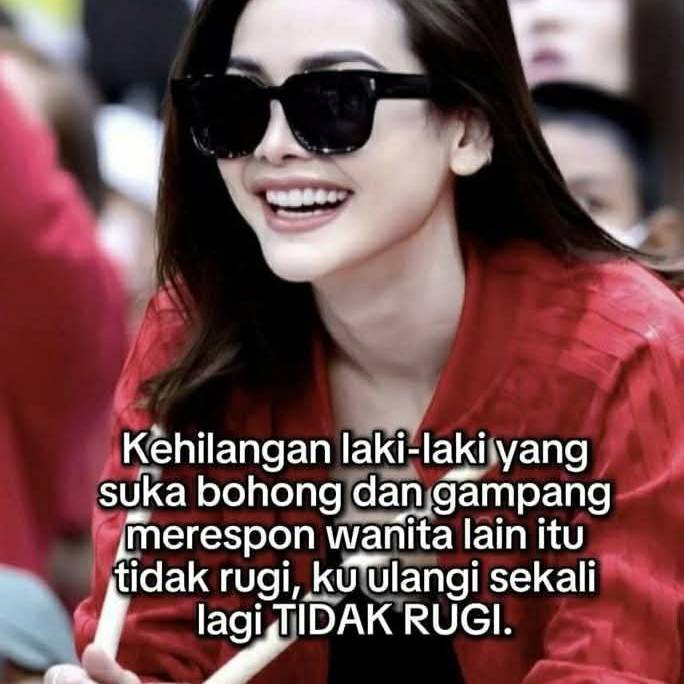 Kehilangan laki-laki yang
suka bohong dan gampang
merespon wanita lain itu
tidak rugi, ku ulangi sekali
lagi TIDAK RUGI.